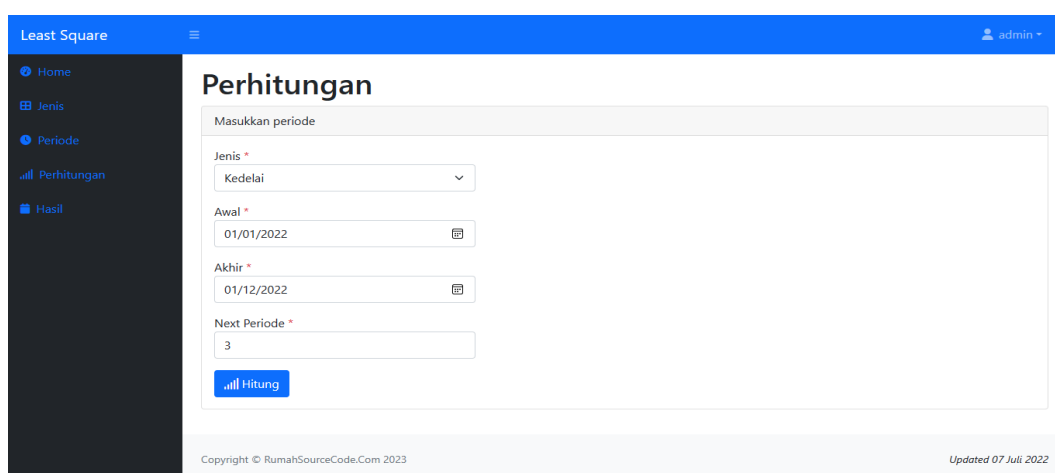 Least Square
admin
Home
Jenis
Periode
Perhitungan
Hasil
Perhitungan
Masukkan periode
Jenis *
Kedelai
Awal *
01/01/2022
Akhir *
01/12/2022
Next Periode *
3
Hitung
Copyright © RumahSourceCode.Com 2023
Updated 07 Juli 2022